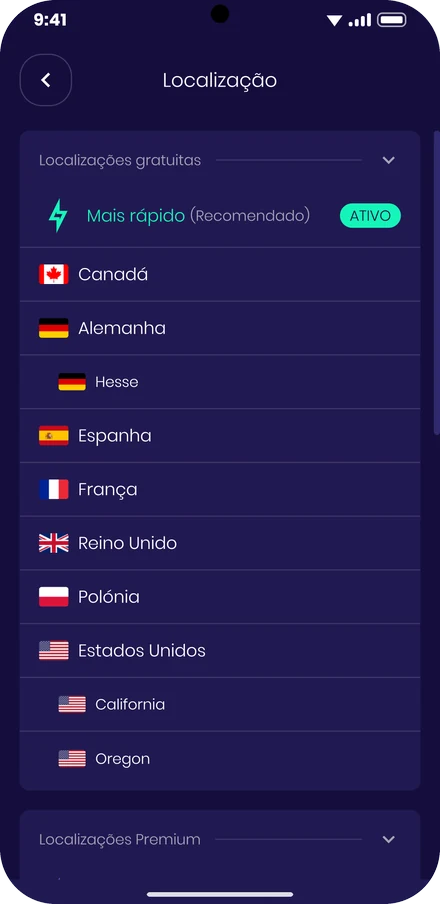 9:41
Localização
Localizações gratuitas
Mais rápido (Recomendado) ATIVO
Canadá
Alemanha
Hesse
Espanha
França
Reino Unido
Polónia
Estados Unidos
California
Oregon
Localizações Premium